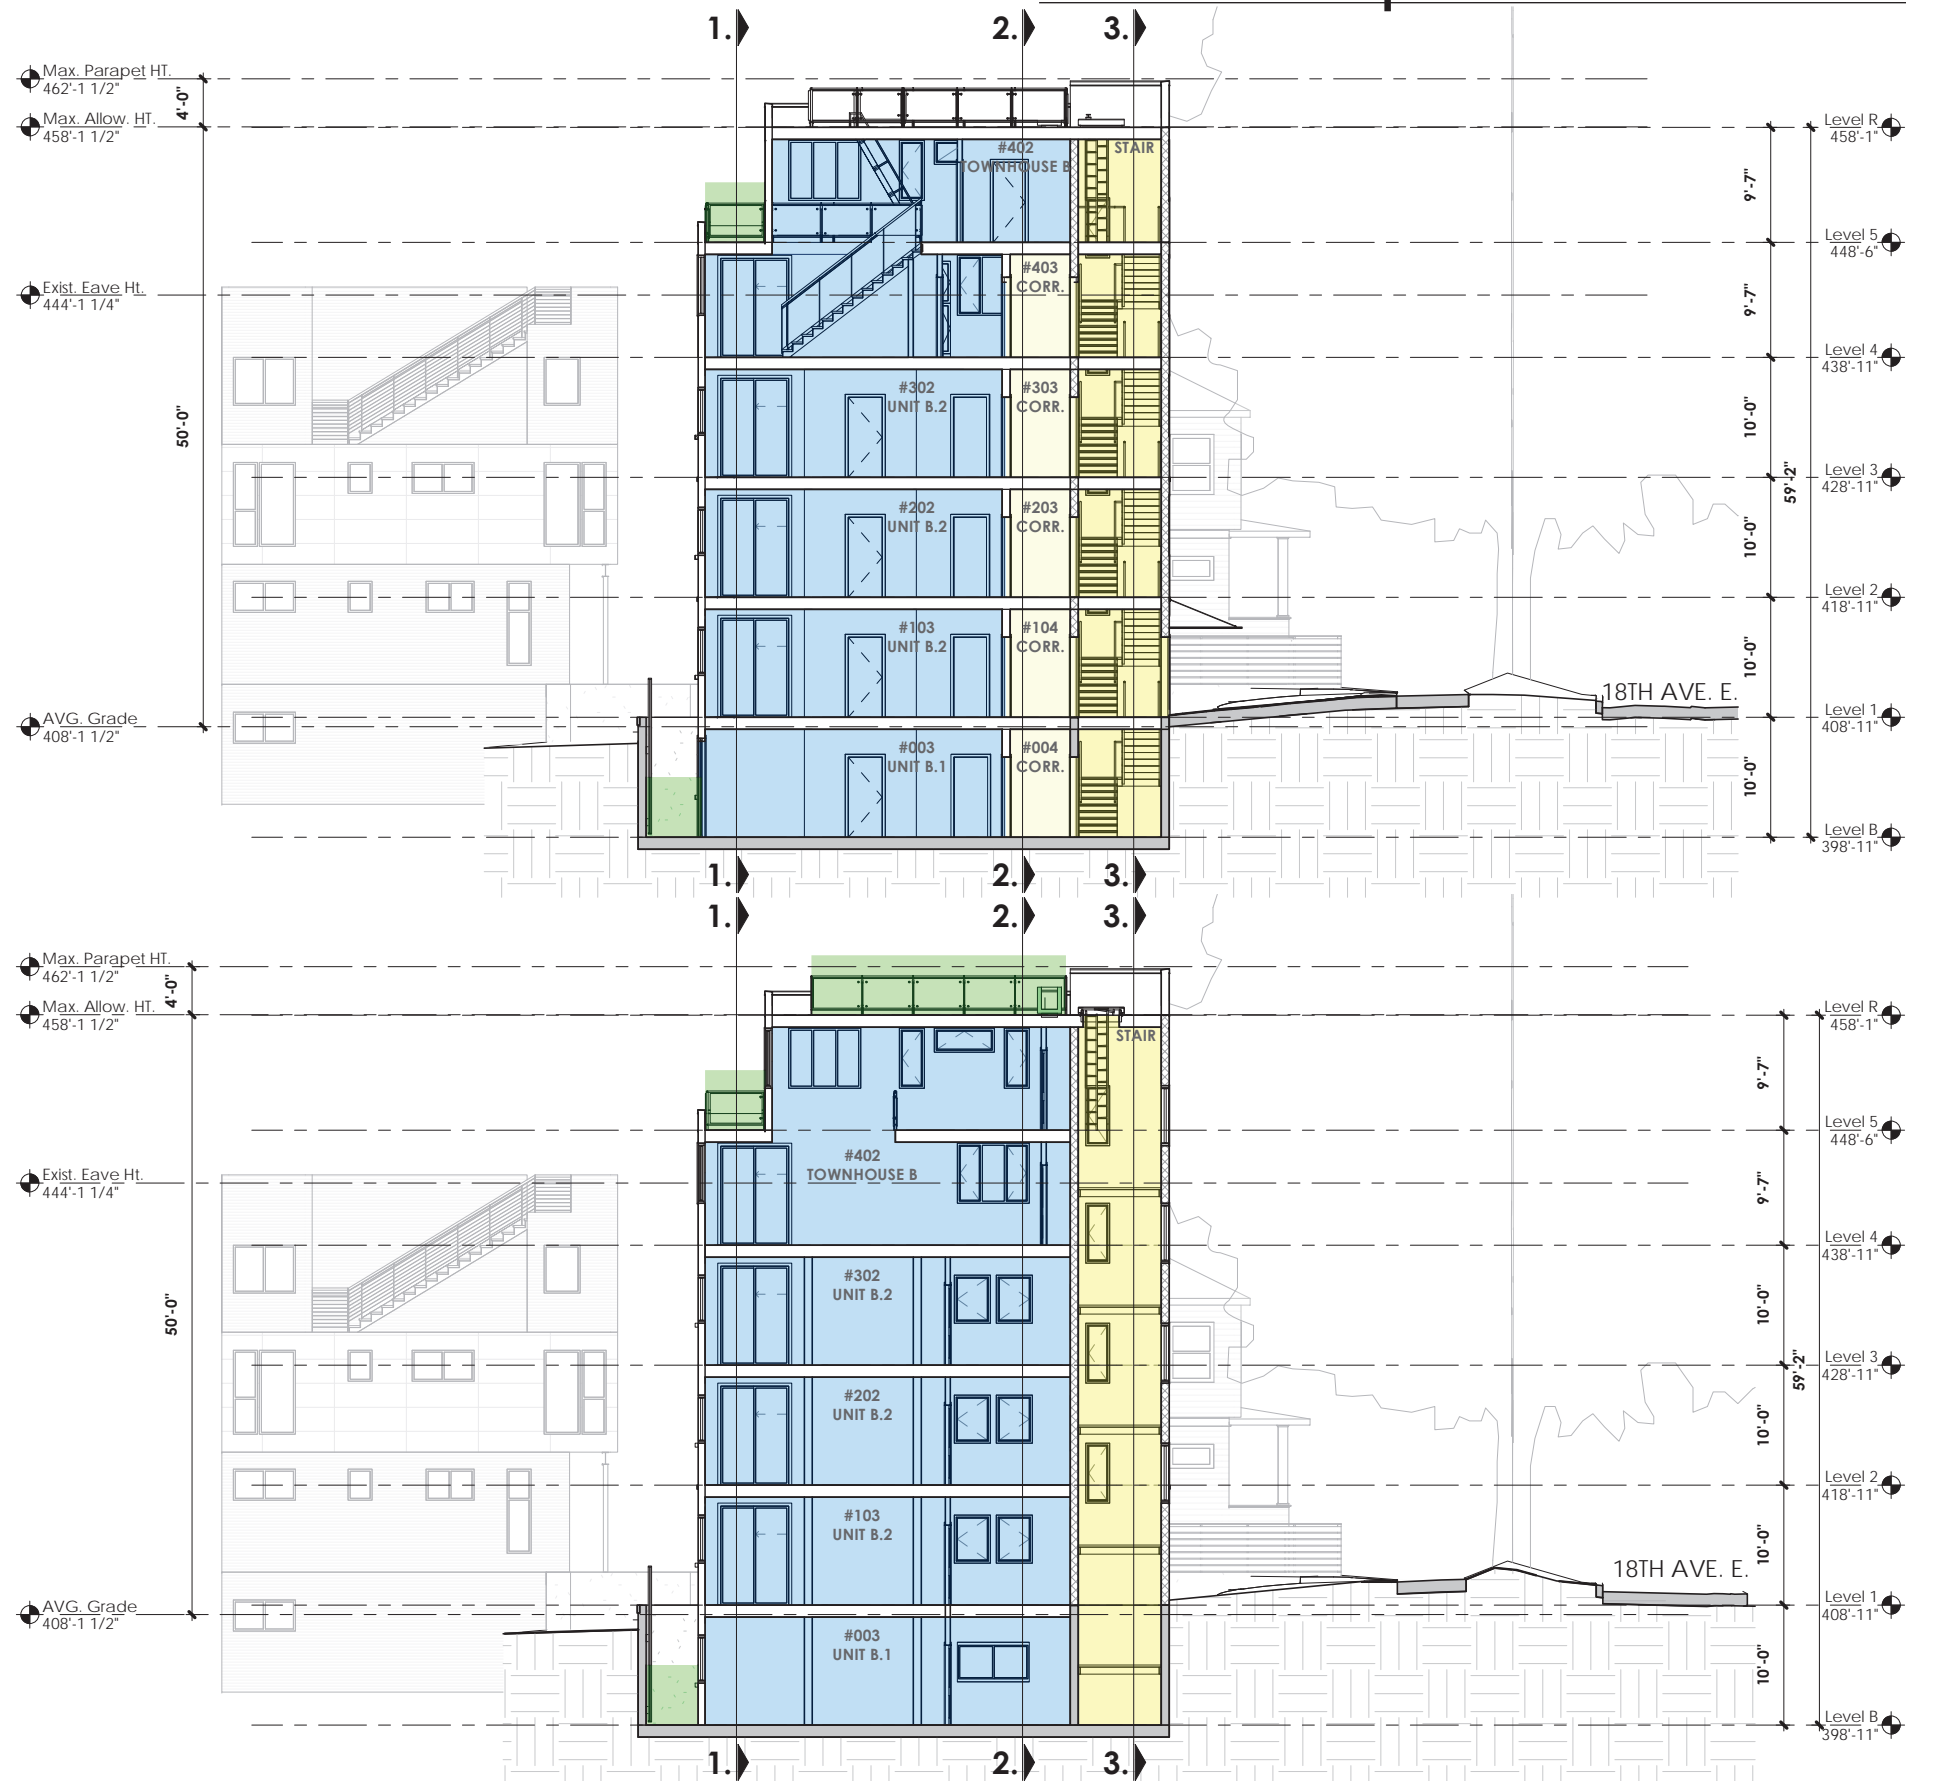 1. 2. 3.
Max. Parapet HT.
462'-1 1/2"
4'-0"
Max. Allow. HT.
458'-1 1/2"
Level R
458'-1"
#402
TOWNHOUSE B
STAIR
9'-7"
Level 5
448'-6"
#403
CORR.
Exist. Eave Ht.
444'-1 1/4"
9'-7"
Level 4
438'-11"
#302
UNIT B.2
#303
CORR.
50'-0"
10'-0"
Level 3
428'-11"
59'-2"
#202
UNIT B.2
#203
CORR.
10'-0"
Level 2
418'-11"
#103
UNIT B.2
#104
CORR.
10'-0"
18TH AVE. E.
AVG. Grade
408'-1 1/2"
Level 1
408'-11"
#003
UNIT B.1
#004
CORR.
10'-0"
Level B
398'-11"
1. 2. 3.
1. 2. 3.
Max. Parapet HT.
462'-1 1/2"
4'-0"
Max. Allow. HT.
458'-1 1/2"
Level R
458'-1"
STAIR
9'-7"
Level 5
448'-6"
#402
TOWNHOUSE B
Exist. Eave Ht.
444'-1 1/4"
9'-7"
Level 4
438'-11"
#302
UNIT B.2
50'-0"
10'-0"
Level 3
428'-11"
59'-2"
#202
UNIT B.2
10'-0"
Level 2
418'-11"
#103
UNIT B.2
10'-0"
18TH AVE. E.
AVG. Grade
408'-1 1/2"
Level 1
408'-11"
#003
UNIT B.1
10'-0"
Level B
398'-11"
1. 2. 3.